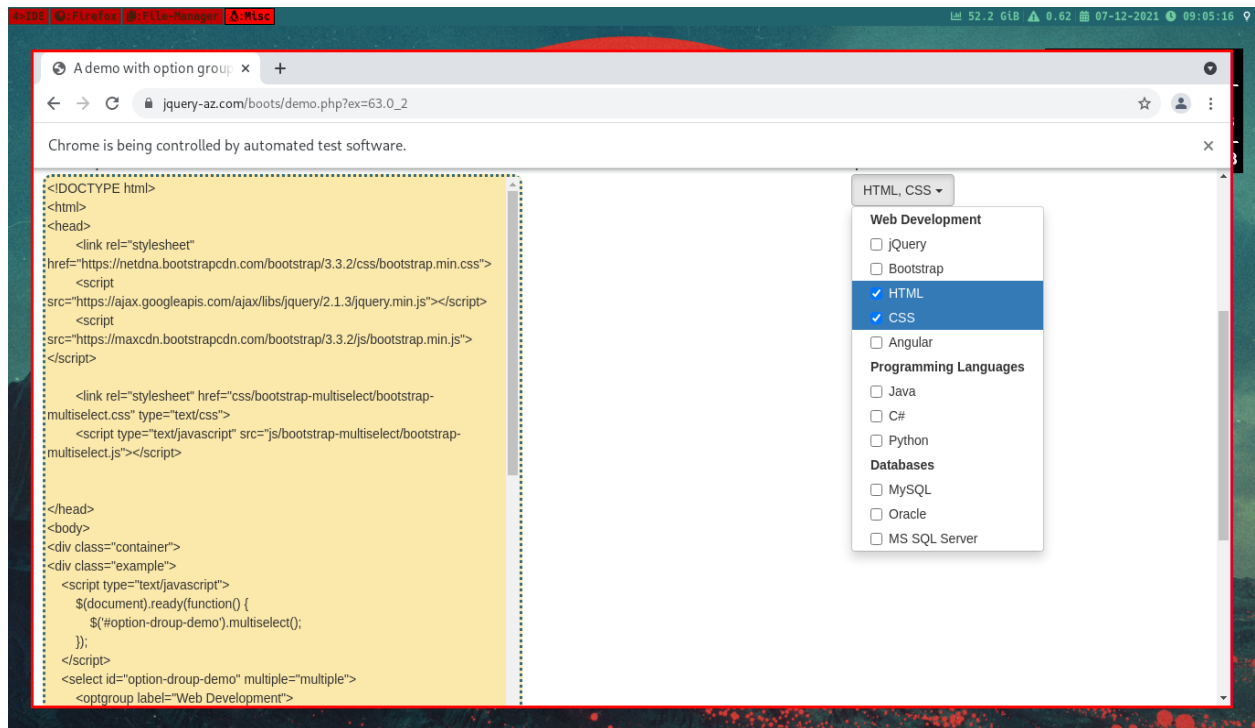 4>IDE
:Firefox
:File-Manager
:Misc
52.2 GiB
0.62
07-12-2021
09:05:16
A demo with option group
jquery-az.com/boots/demo.php?ex=63.0_2
Chrome is being controlled by automated test software.
<!DOCTYPE html>
<html>
<head>
<link rel="stylesheet"
href="https://netdna.bootstrapcdn.com/bootstrap/3.3.2/css/bootstrap.min.css">
<script
src="https://ajax.googleapis.com/ajax/libs/jquery/2.1.3/jquery.min.js"></script>
<script
src="https://maxcdn.bootstrapcdn.com/bootstrap/3.3.2/js/bootstrap.min.js">
</script>
<link rel="stylesheet" href="css/bootstrap-multiselect/bootstrap-
multiselect.css" type="text/css">
<script type="text/javascript" src="js/bootstrap-multiselect/bootstrap-
multiselect.js"></script>
</head>
<body>
<div class="container">
<div class="example">
<script type="text/javascript">
$(document).ready(function() {
$('#option-droup-demo').multiselect();
});
</script>
<select id="option-droup-demo" multiple="multiple">
<optgroup label="Web Development">
HTML, CSS
Web Development
jQuery
Bootstrap
HTML
CSS
Angular
Programming Languages
Java
C#
Python
Databases
MySQL
Oracle
MS SQL Server